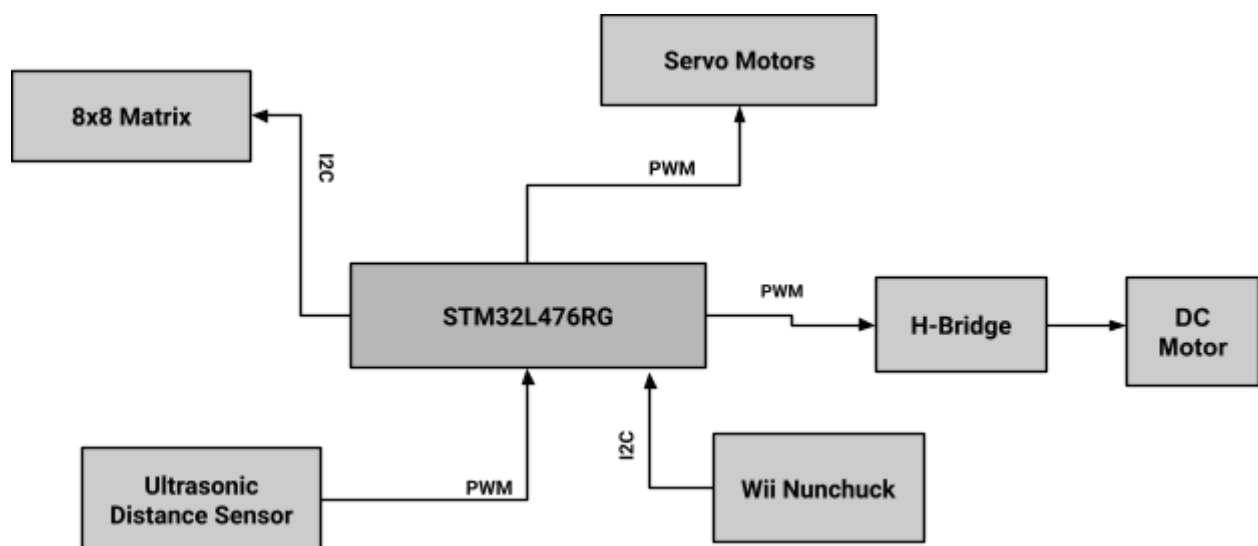 Servo Motors
8x8 Matrix
I2C
PWM
STM32L476RG
PWM
H-Bridge
DC
Motor
Ultrasonic
Distance Sensor
PWM
I2C
Wii Nunchuck